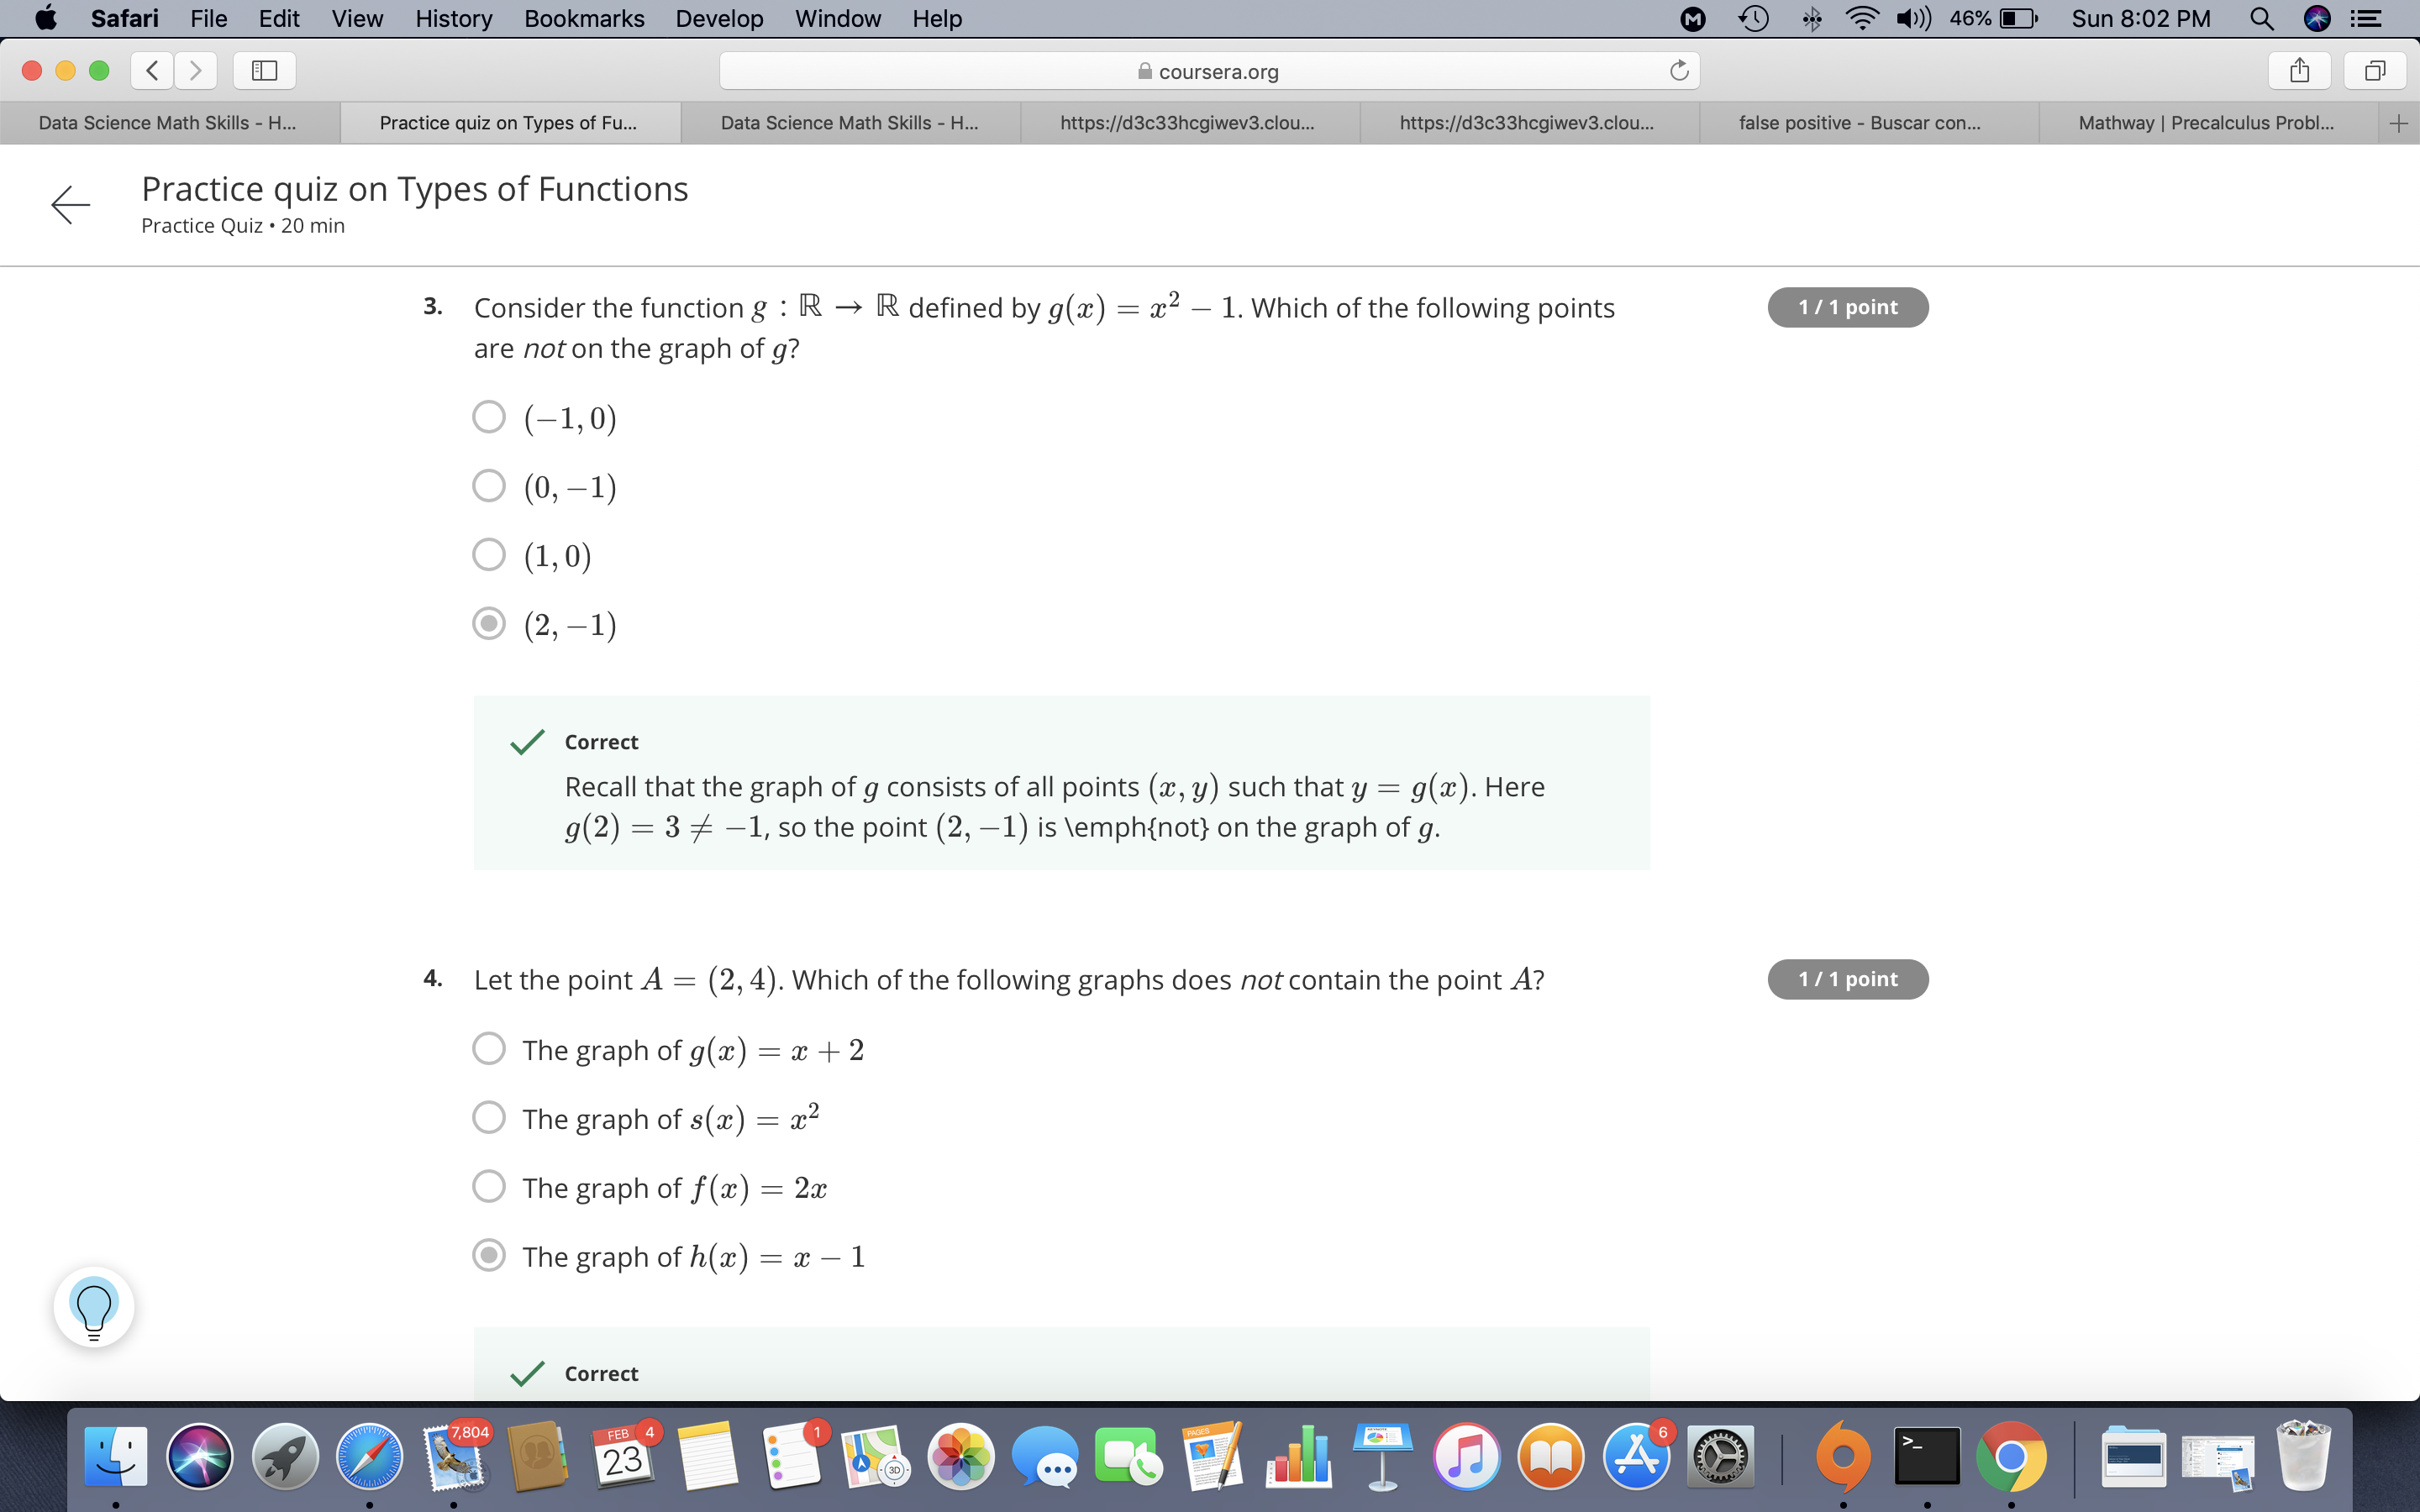 Safari File Edit View History Bookmarks Develop Window Help 46% Sun 8:02 PM
coursera.org
Data Science Math Skills - H... Practice quiz on Types of Fu... Data Science Math Skills - H... https://d3c33hcgiwev3.clou... https://d3c33hcgiwev3.clou... false positive - Buscar con... Mathway | Precalculus Probl...
Practice quiz on Types of Functions
Practice Quiz • 20 min
3. Consider the function g : ℝ → ℝ defined by g(x) = x² − 1. Which of the following points
are not on the graph of g?
1 / 1 point
(−1, 0)
(0, −1)
(1, 0)
(2, −1)
Correct
Recall that the graph of g consists of all points (x, y) such that y = g(x). Here
g(2) = 3 ≠ −1, so the point (2, −1) is \emph{not} on the graph of g.
4. Let the point A = (2, 4). Which of the following graphs does not contain the point A?
1 / 1 point
The graph of g(x) = x + 2
The graph of s(x) = x²
The graph of f(x) = 2x
The graph of h(x) = x − 1
Correct
7,804
FEB 4
23
1
3D
PAGES
6
>_